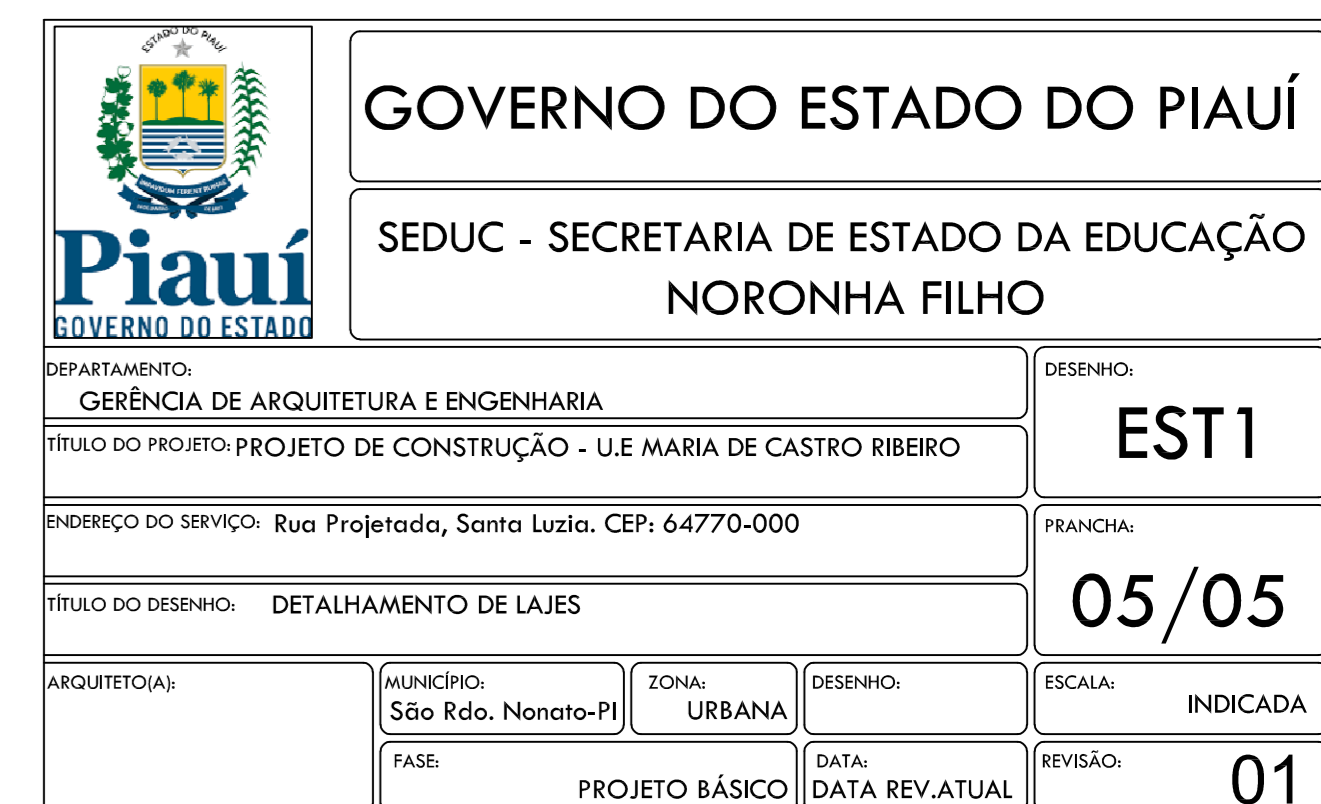 ESTADO DO PIAUÍ
IMPAVIDUM FERIENT RUINAE
Piauí
GOVERNO DO ESTADO
GOVERNO DO ESTADO DO PIAUÍ
SEDUC - SECRETARIA DE ESTADO DA EDUCAÇÃO
NORONHA FILHO
DEPARTAMENTO:
GERÊNCIA DE ARQUITETURA E ENGENHARIA
DESENHO:
EST1
TÍTULO DO PROJETO: PROJETO DE CONSTRUÇÃO - U.E MARIA DE CASTRO RIBEIRO
ENDEREÇO DO SERVIÇO: Rua Projetada, Santa Luzia. CEP: 64770-000
PRANCHA:
05/05
TÍTULO DO DESENHO: DETALHAMENTO DE LAJES
ARQUITETO(A):
MUNICÍPIO:
São Rdo. Nonato-PI
ZONA:
URBANA
DESENHO:
ESCALA:
INDICADA
FASE:
PROJETO BÁSICO
DATA:
DATA REV.ATUAL
REVISÃO:
01